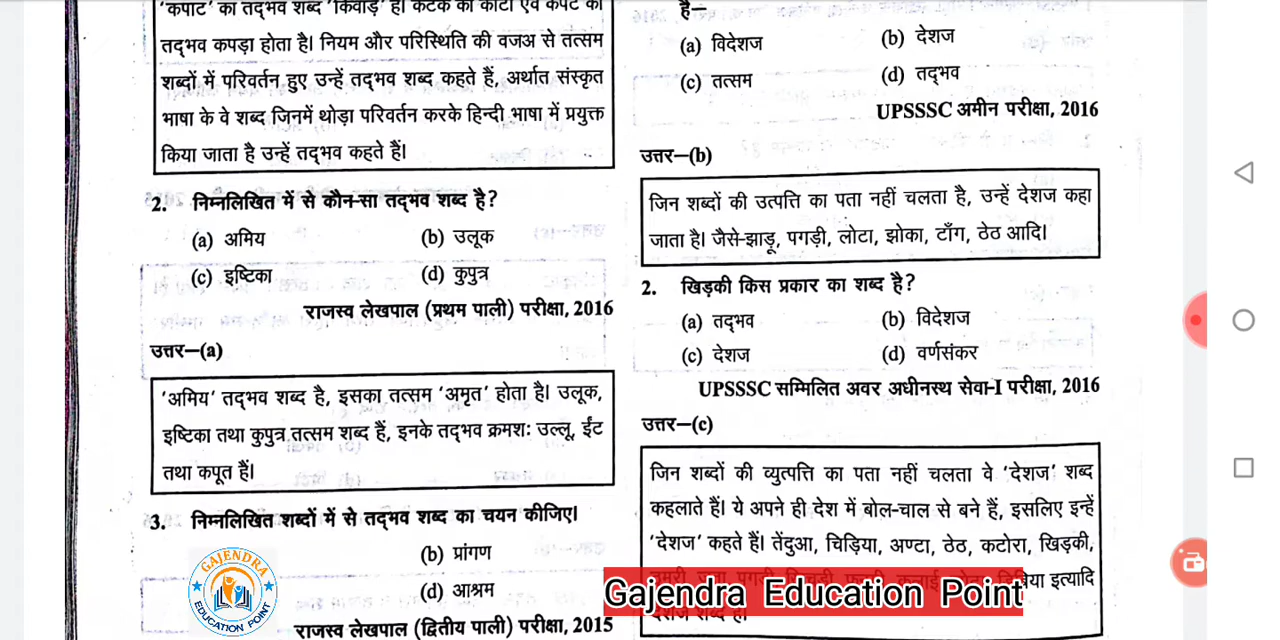 'कपाट' का तद्भव शब्द 'किवाड़' है। कंटक का काँटा एवं कर्पट का
तद्भव कपड़ा होता है। नियम और परिस्थिति की वजअ से तत्सम
शब्दों में परिवर्तन हुए उन्हें तद्भव शब्द कहते हैं, अर्थात संस्कृत
भाषा के वे शब्द जिनमें थोड़ा परिवर्तन करके हिन्दी भाषा में प्रयुक्त
किया जाता है उन्हें तद्भव कहते हैं।
2. निम्नलिखित में से कौन-सा तद्भव शब्द है?
(a) अमिय (b) उलूक
(c) इष्टिका (d) कुपुत्र
राजस्व लेखपाल (प्रथम पाली) परीक्षा, 2016
उत्तर—(a)
'अमिय' तद्भव शब्द है, इसका तत्सम 'अमृत' होता है। उलूक,
इष्टिका तथा कुपुत्र तत्सम शब्द हैं, इनके तद्भव क्रमशः उल्लू, ईंट
तथा कपूत हैं।
3. निम्नलिखित शब्दों में से तद्भव शब्द का चयन कीजिए।
(b) प्रांगण
(d) आश्रम
राजस्व लेखपाल (द्वितीय पाली) परीक्षा, 2015
GAJENDRA
EDUCATION POINT
है—
(a) विदेशज (b) देशज
(c) तत्सम (d) तद्भव
UPSSSC अमीन परीक्षा, 2016
उत्तर—(b)
जिन शब्दों की उत्पत्ति का पता नहीं चलता है, उन्हें देशज कहा
जाता है। जैसे-झाड़ू, पगड़ी, लोटा, झोका, टाँग, ठेठ आदि।
2. खिड़की किस प्रकार का शब्द है?
(a) तद्भव (b) विदेशज
(c) देशज (d) वर्णसंकर
UPSSSC सम्मिलित अवर अधीनस्थ सेवा-I परीक्षा, 2016
उत्तर—(c)
जिन शब्दों की व्युत्पत्ति का पता नहीं चलता वे 'देशज' शब्द
कहलाते हैं। ये अपने ही देश में बोल-चाल से बने हैं, इसलिए इन्हें
'देशज' कहते हैं। तेंदुआ, चिड़िया, अण्टा, ठेठ, कटोरा, खिड़की,
इत्यादि
देशज शब्द हैं।
Gajendra Education Point